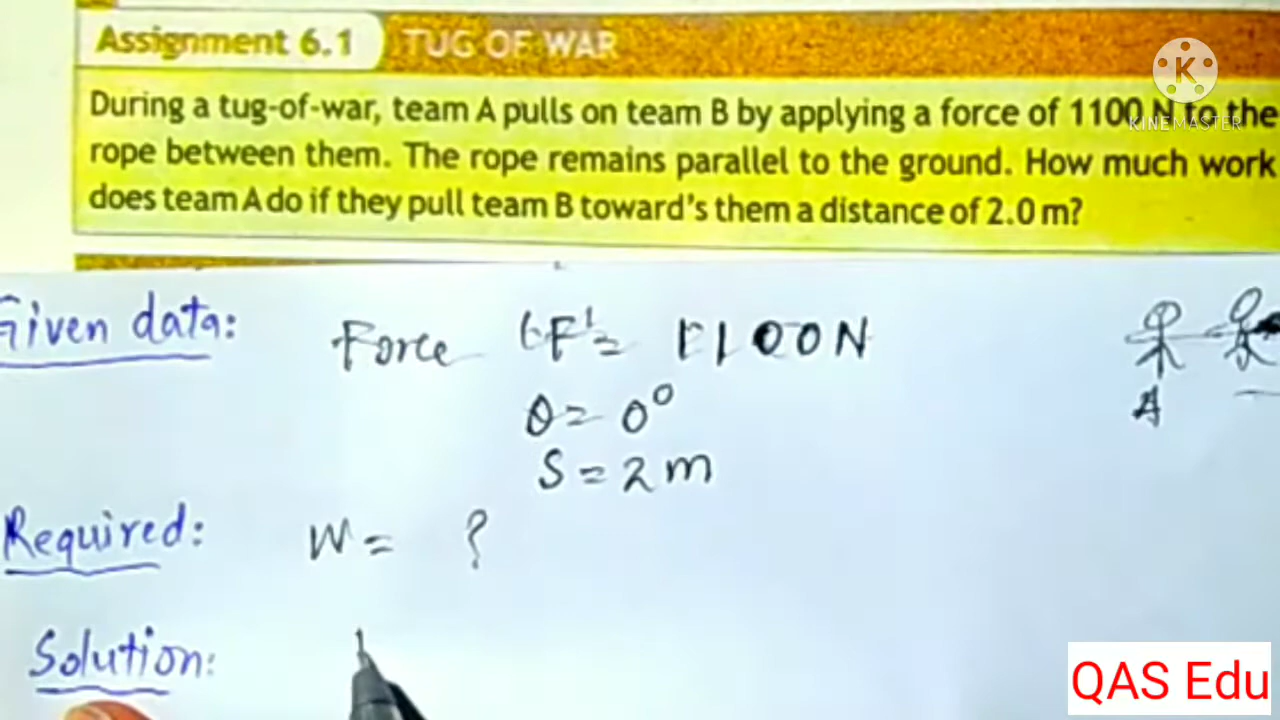 Assignment 6.1 TUG OF WAR
During a tug-of-war, team A pulls on team B by applying a force of 1100 N to the
rope between them. The rope remains parallel to the ground. How much work
does team A do if they pull team B toward's them a distance of 2.0 m?
K
KINEMASTER
Given data: Force "F" = 1100N
θ = 0°
S = 2m
A
Required: W = ?
Solution:
QAS Edu